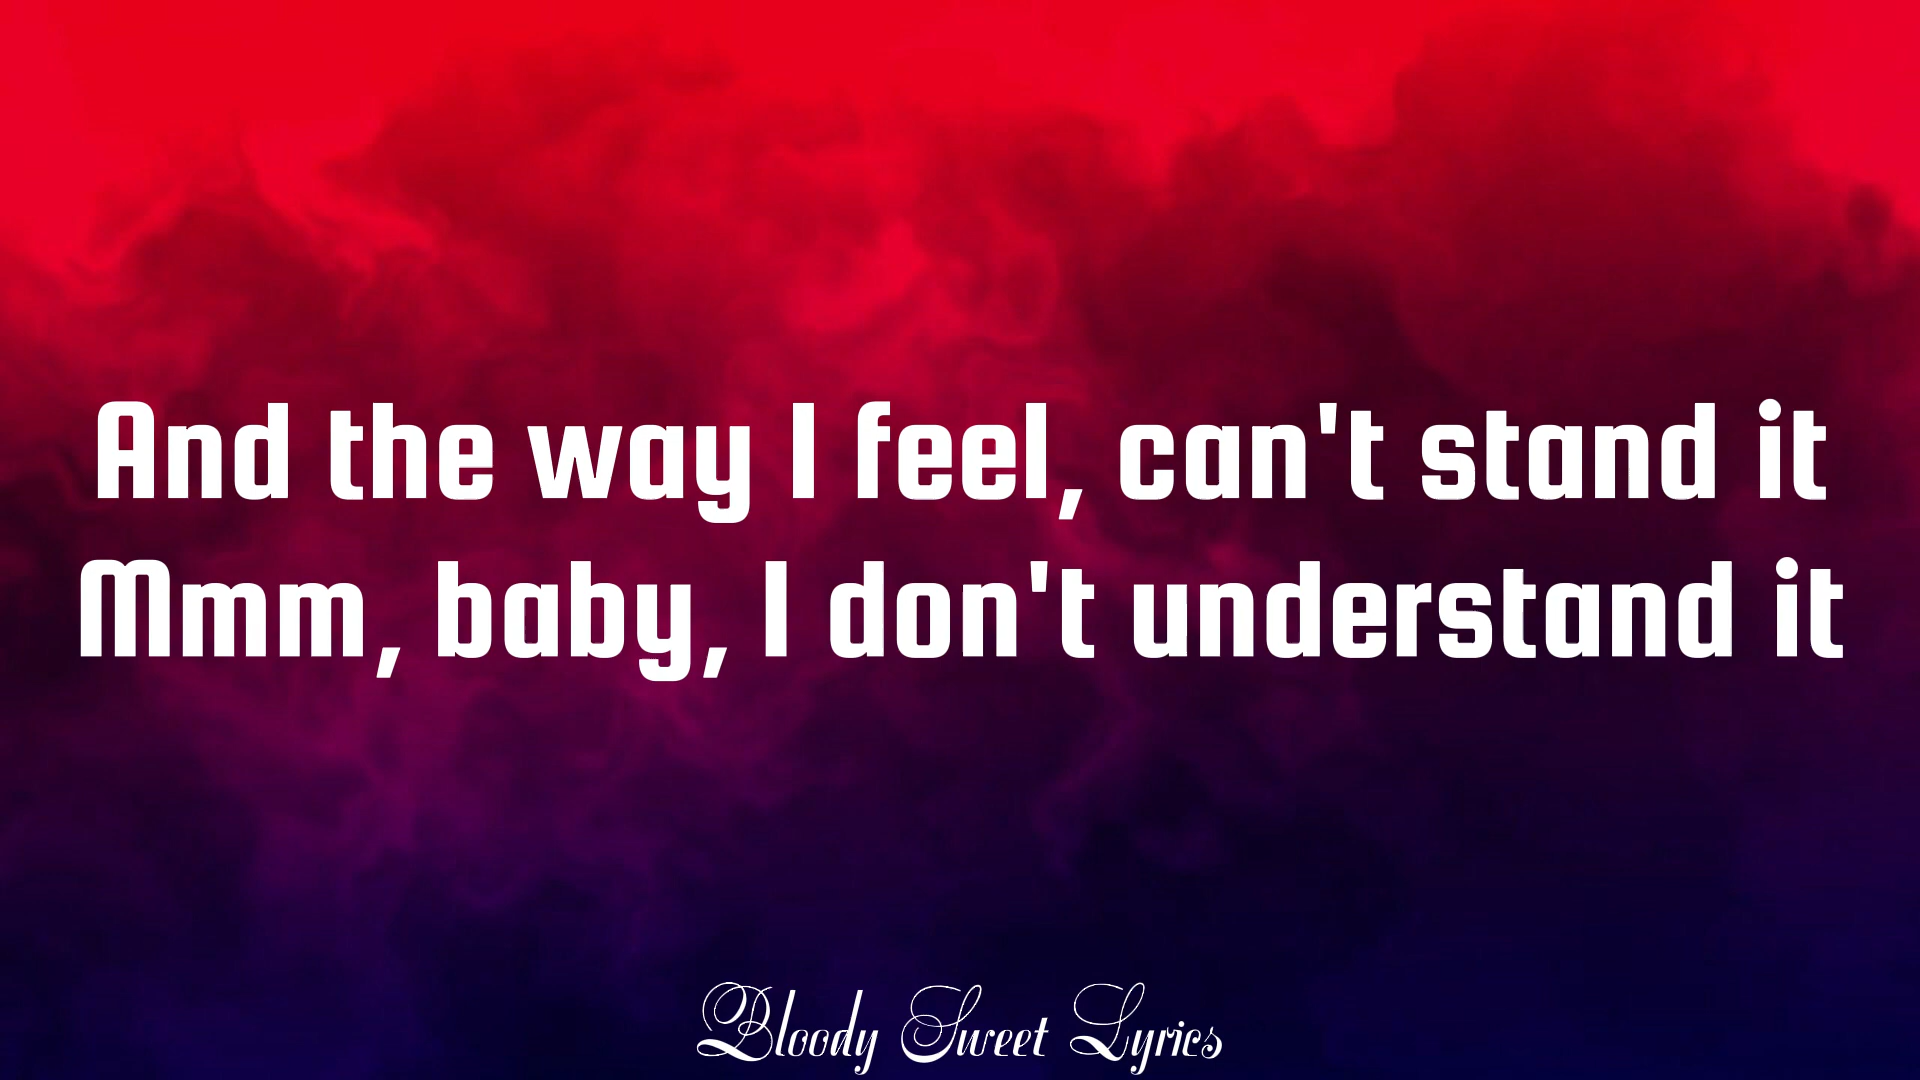 And the way I feel, can't stand it
Mmm, baby, I don't understand it
Bloody Sweet Lyrics